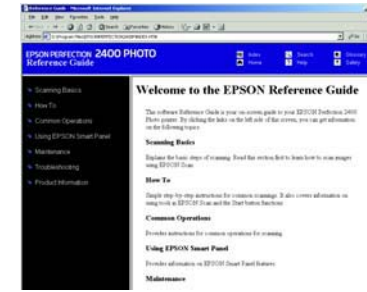 Reference Guide - Microsoft Internet Explorer
File Edit View Favorites Tools Help
EPSON PERFECTION 2400 PHOTO
Reference Guide
Index Search Glossary
Home Help Safety
Scanning Basics
How To
Common Operations
Using EPSON Smart Panel
Maintenance
Troubleshooting
Product Information
Welcome to the EPSON Reference Guide
This software Reference Guide is your on-screen guide to your EPSON Perfection 2400
Photo scanner. By clicking the links on the left side of this screen, you can get information
on the following topics.
Scanning Basics
Explains the basic steps of scanning. Read this section first to learn how to scan images
using EPSON Scan.
How To
Simple step-by-step instructions for common scannings. It also covers information on
using tools in EPSON Scan and the Start button functions.
Common Operations
Provides instructions for common operations for scanning.
Using EPSON Smart Panel
Provides information on EPSON Smart Panel features.
Maintenance